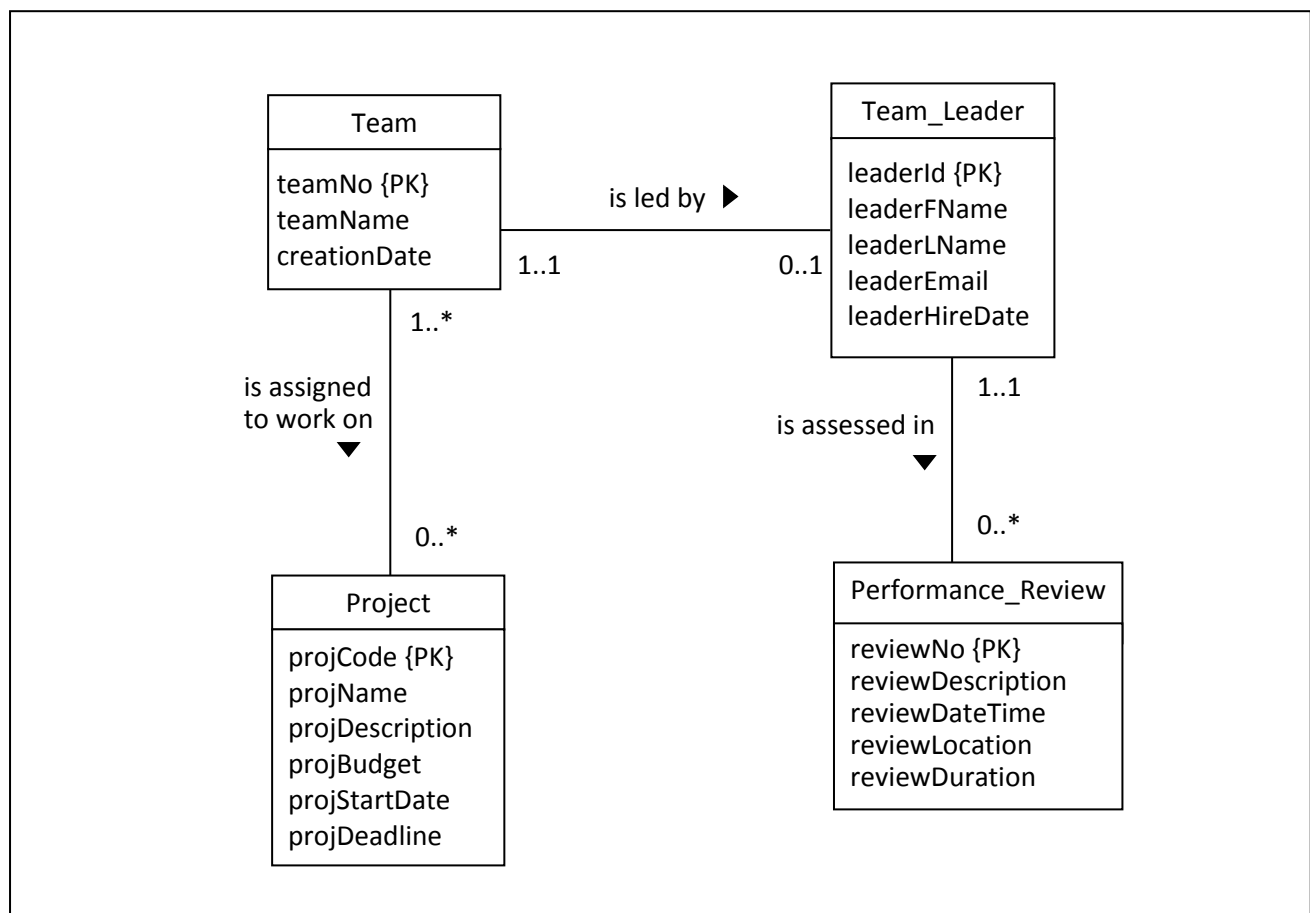 Team
teamNo {PK}
teamName
creationDate
is led by
1..1
0..1
Team_Leader
leaderId {PK}
leaderFName
leaderLName
leaderEmail
leaderHireDate
1..*
is assigned
to work on
0..*
1..1
is assessed in
0..*
Project
projCode {PK}
projName
projDescription
projBudget
projStartDate
projDeadline
Performance_Review
reviewNo {PK}
reviewDescription
reviewDateTime
reviewLocation
reviewDuration